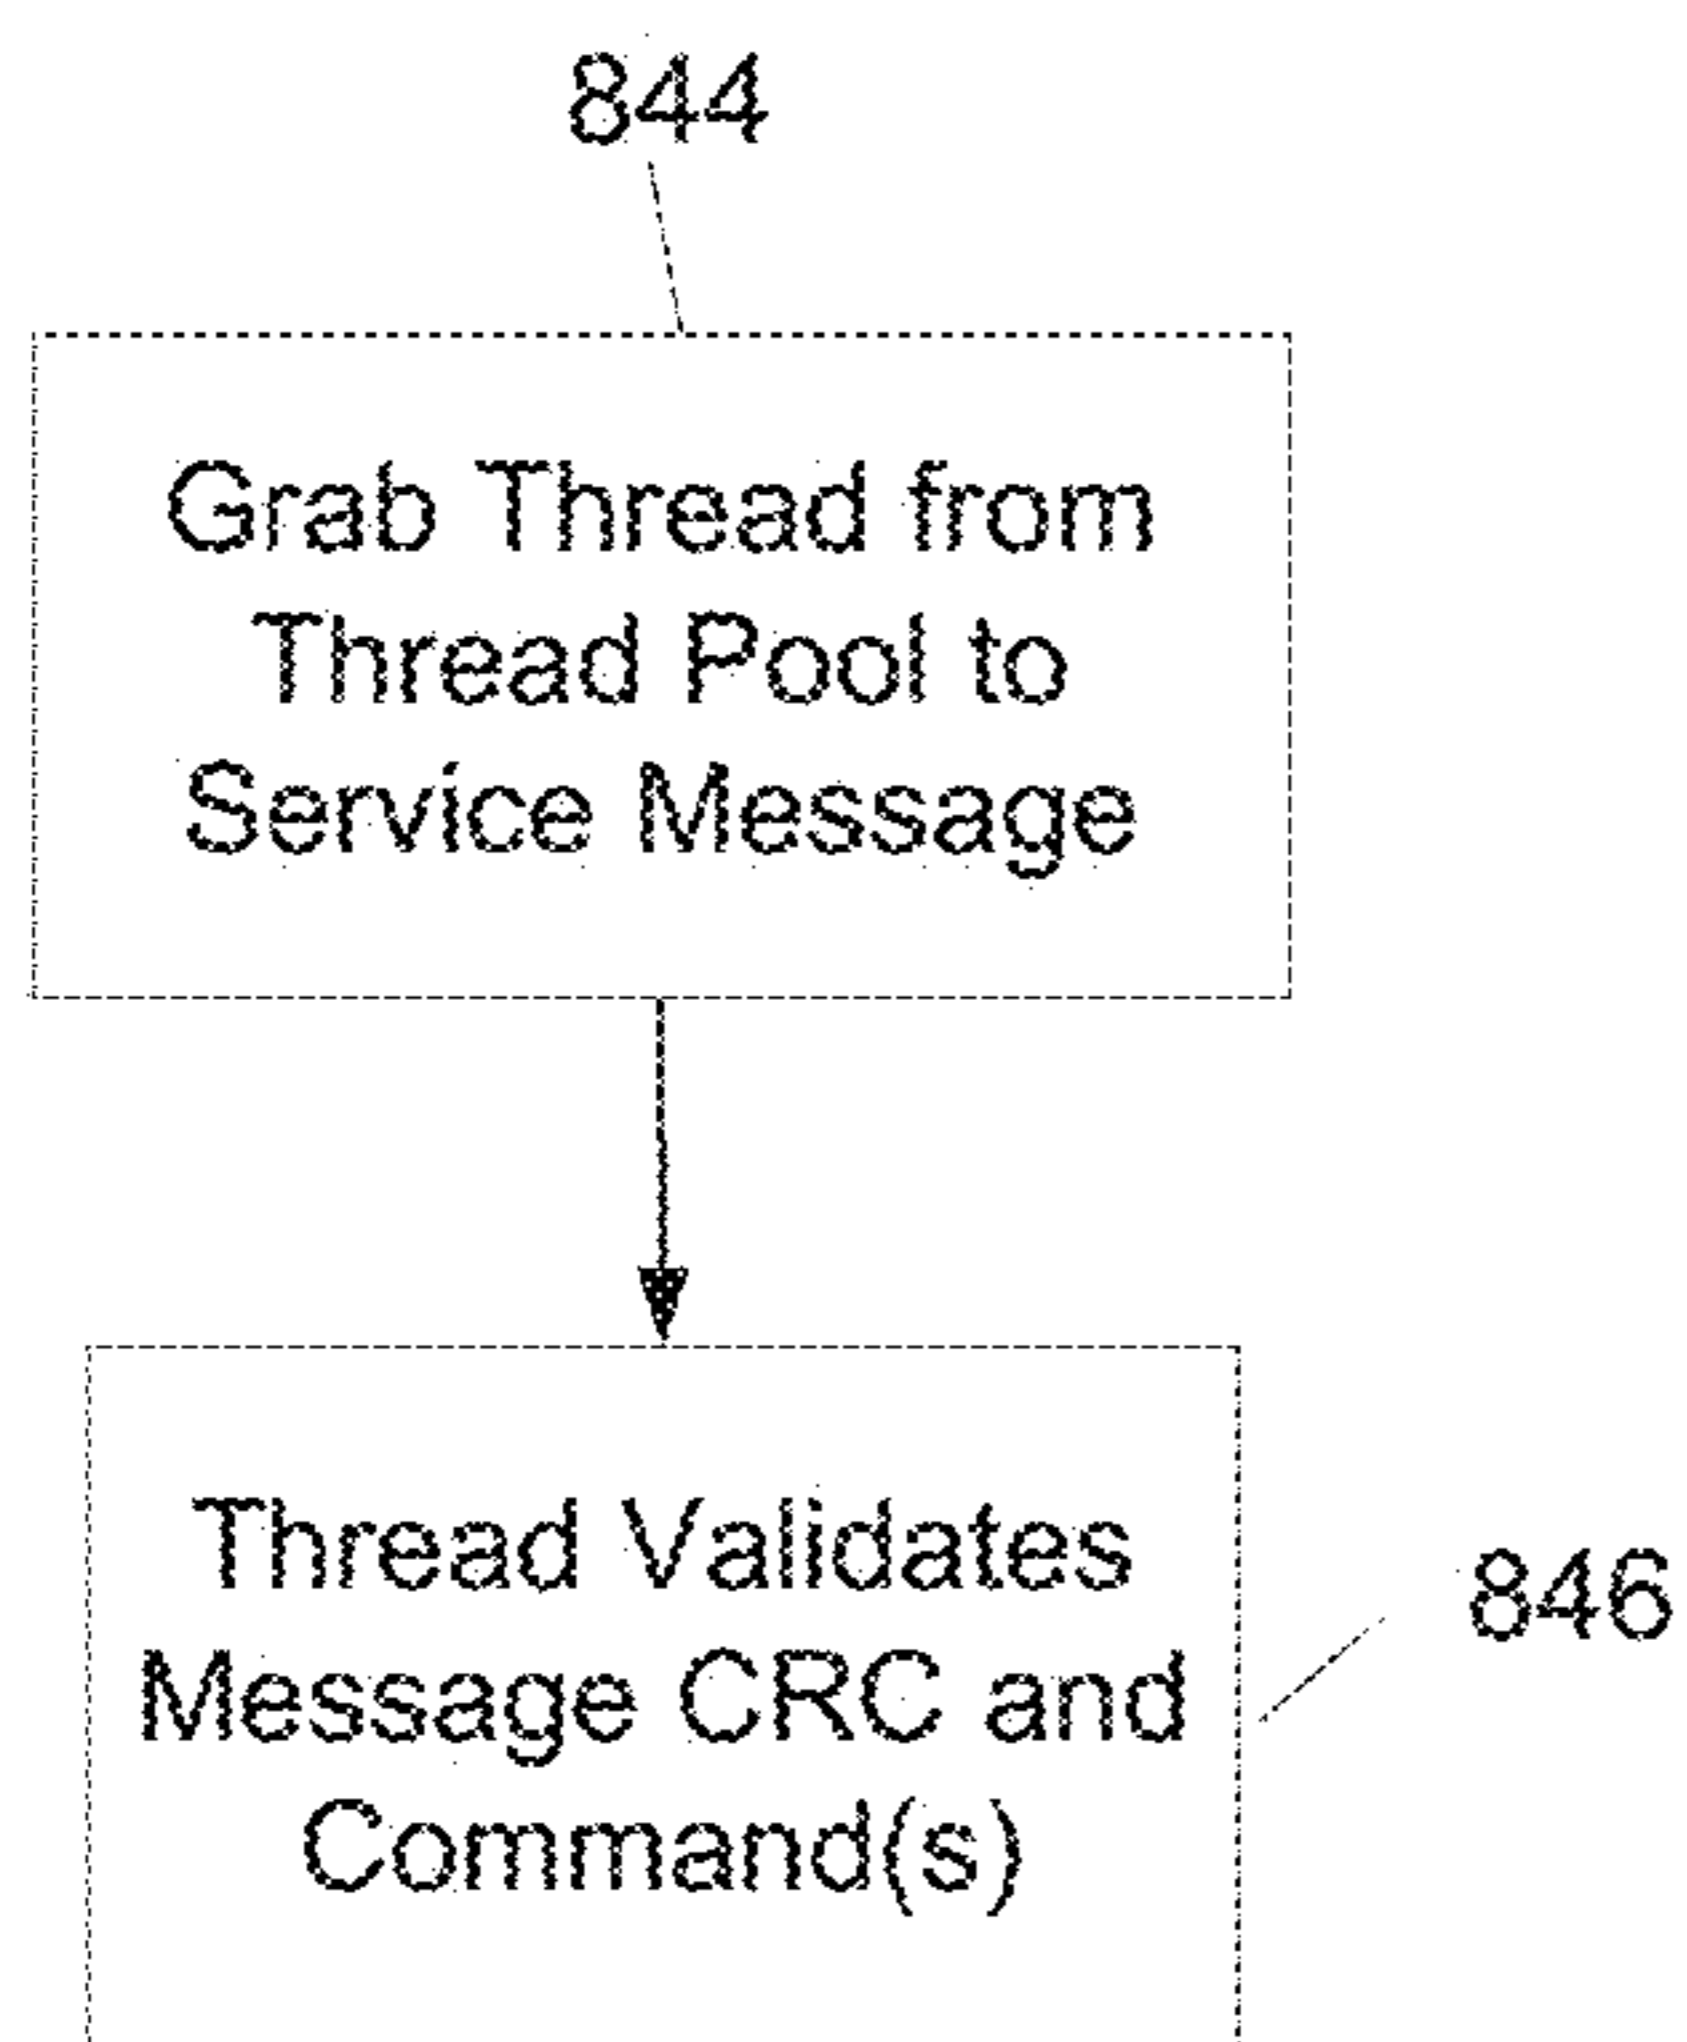 844
Grab Thread from
Thread Pool to
Service Message
Thread Validates
Message CRC and
Command(s)
846